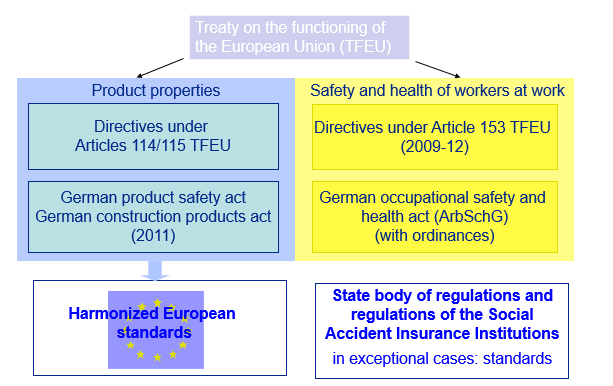 Treaty on the functioning of
the European Union (TFEU)
Product properties
Directives under
Articles 114/115 TFEU
German product safety act
German construction products act
(2011)
Harmonized European
standards
Safety and health of workers at work
Directives under Article 153 TFEU
(2009-12)
German occupational safety and
health act (ArbSchG)
(with ordinances)
State body of regulations and
regulations of the Social
Accident Insurance Institutions
in exceptional cases: standards